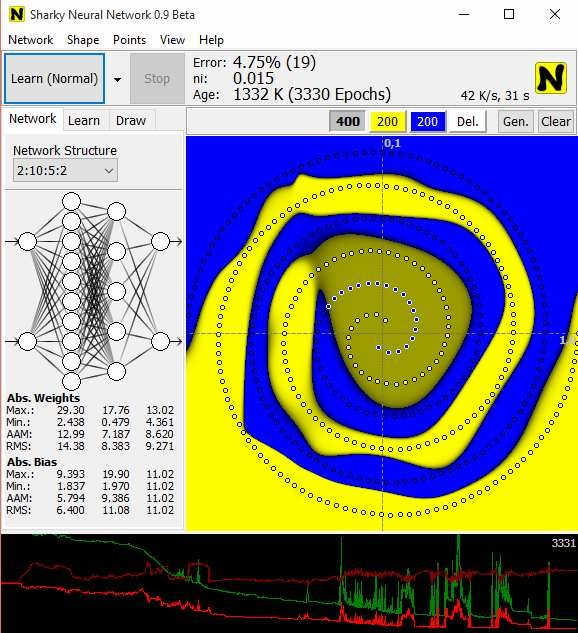 Sharky Neural Network 0.9 Beta
Network Shape Points View Help
Learn (Normal) Stop
Error: 4.75% (19)
ni: 0.015
Age: 1332 K (3330 Epochs)
42 K/s, 31 s
N
Network Learn Draw
400 200 200 Del. Gen. Clear
Network Structure
2:10:5:2
0,1
1
Abs. Weights
Max.: 29.30 17.76 13.02
Min.: 2.438 0.479 4.361
AAM: 12.99 7.187 8.620
RMS: 14.38 8.383 9.271
Abs. Bias
Max.: 9.393 19.90 11.02
Min.: 1.837 1.970 11.02
AAM: 5.794 9.386 11.02
RMS: 6.400 11.08 11.02
3331